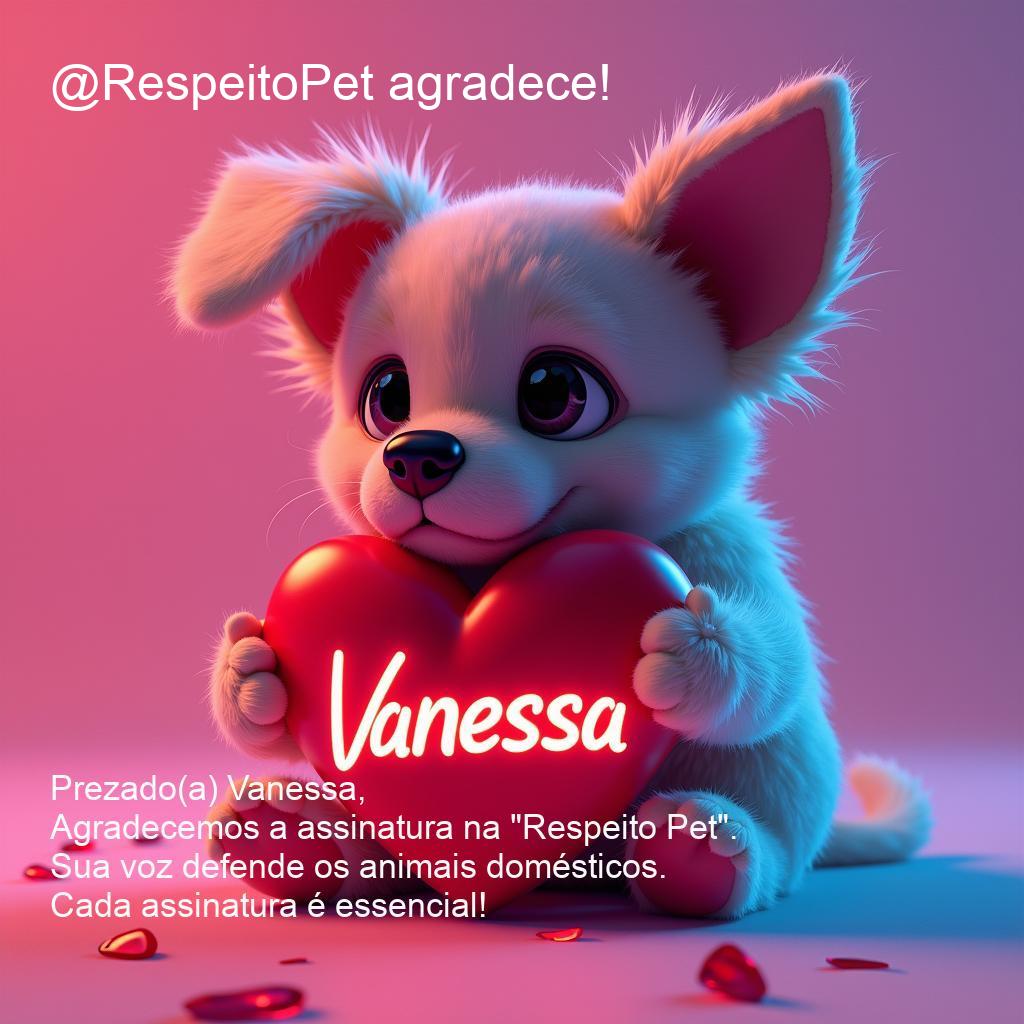 @RespeitoPet agradece!
Vanessa
Prezado(a) Vanessa,
Agradecemos a assinatura na "Respeito Pet".
Sua voz defende os animais domésticos.
Cada assinatura é essencial!